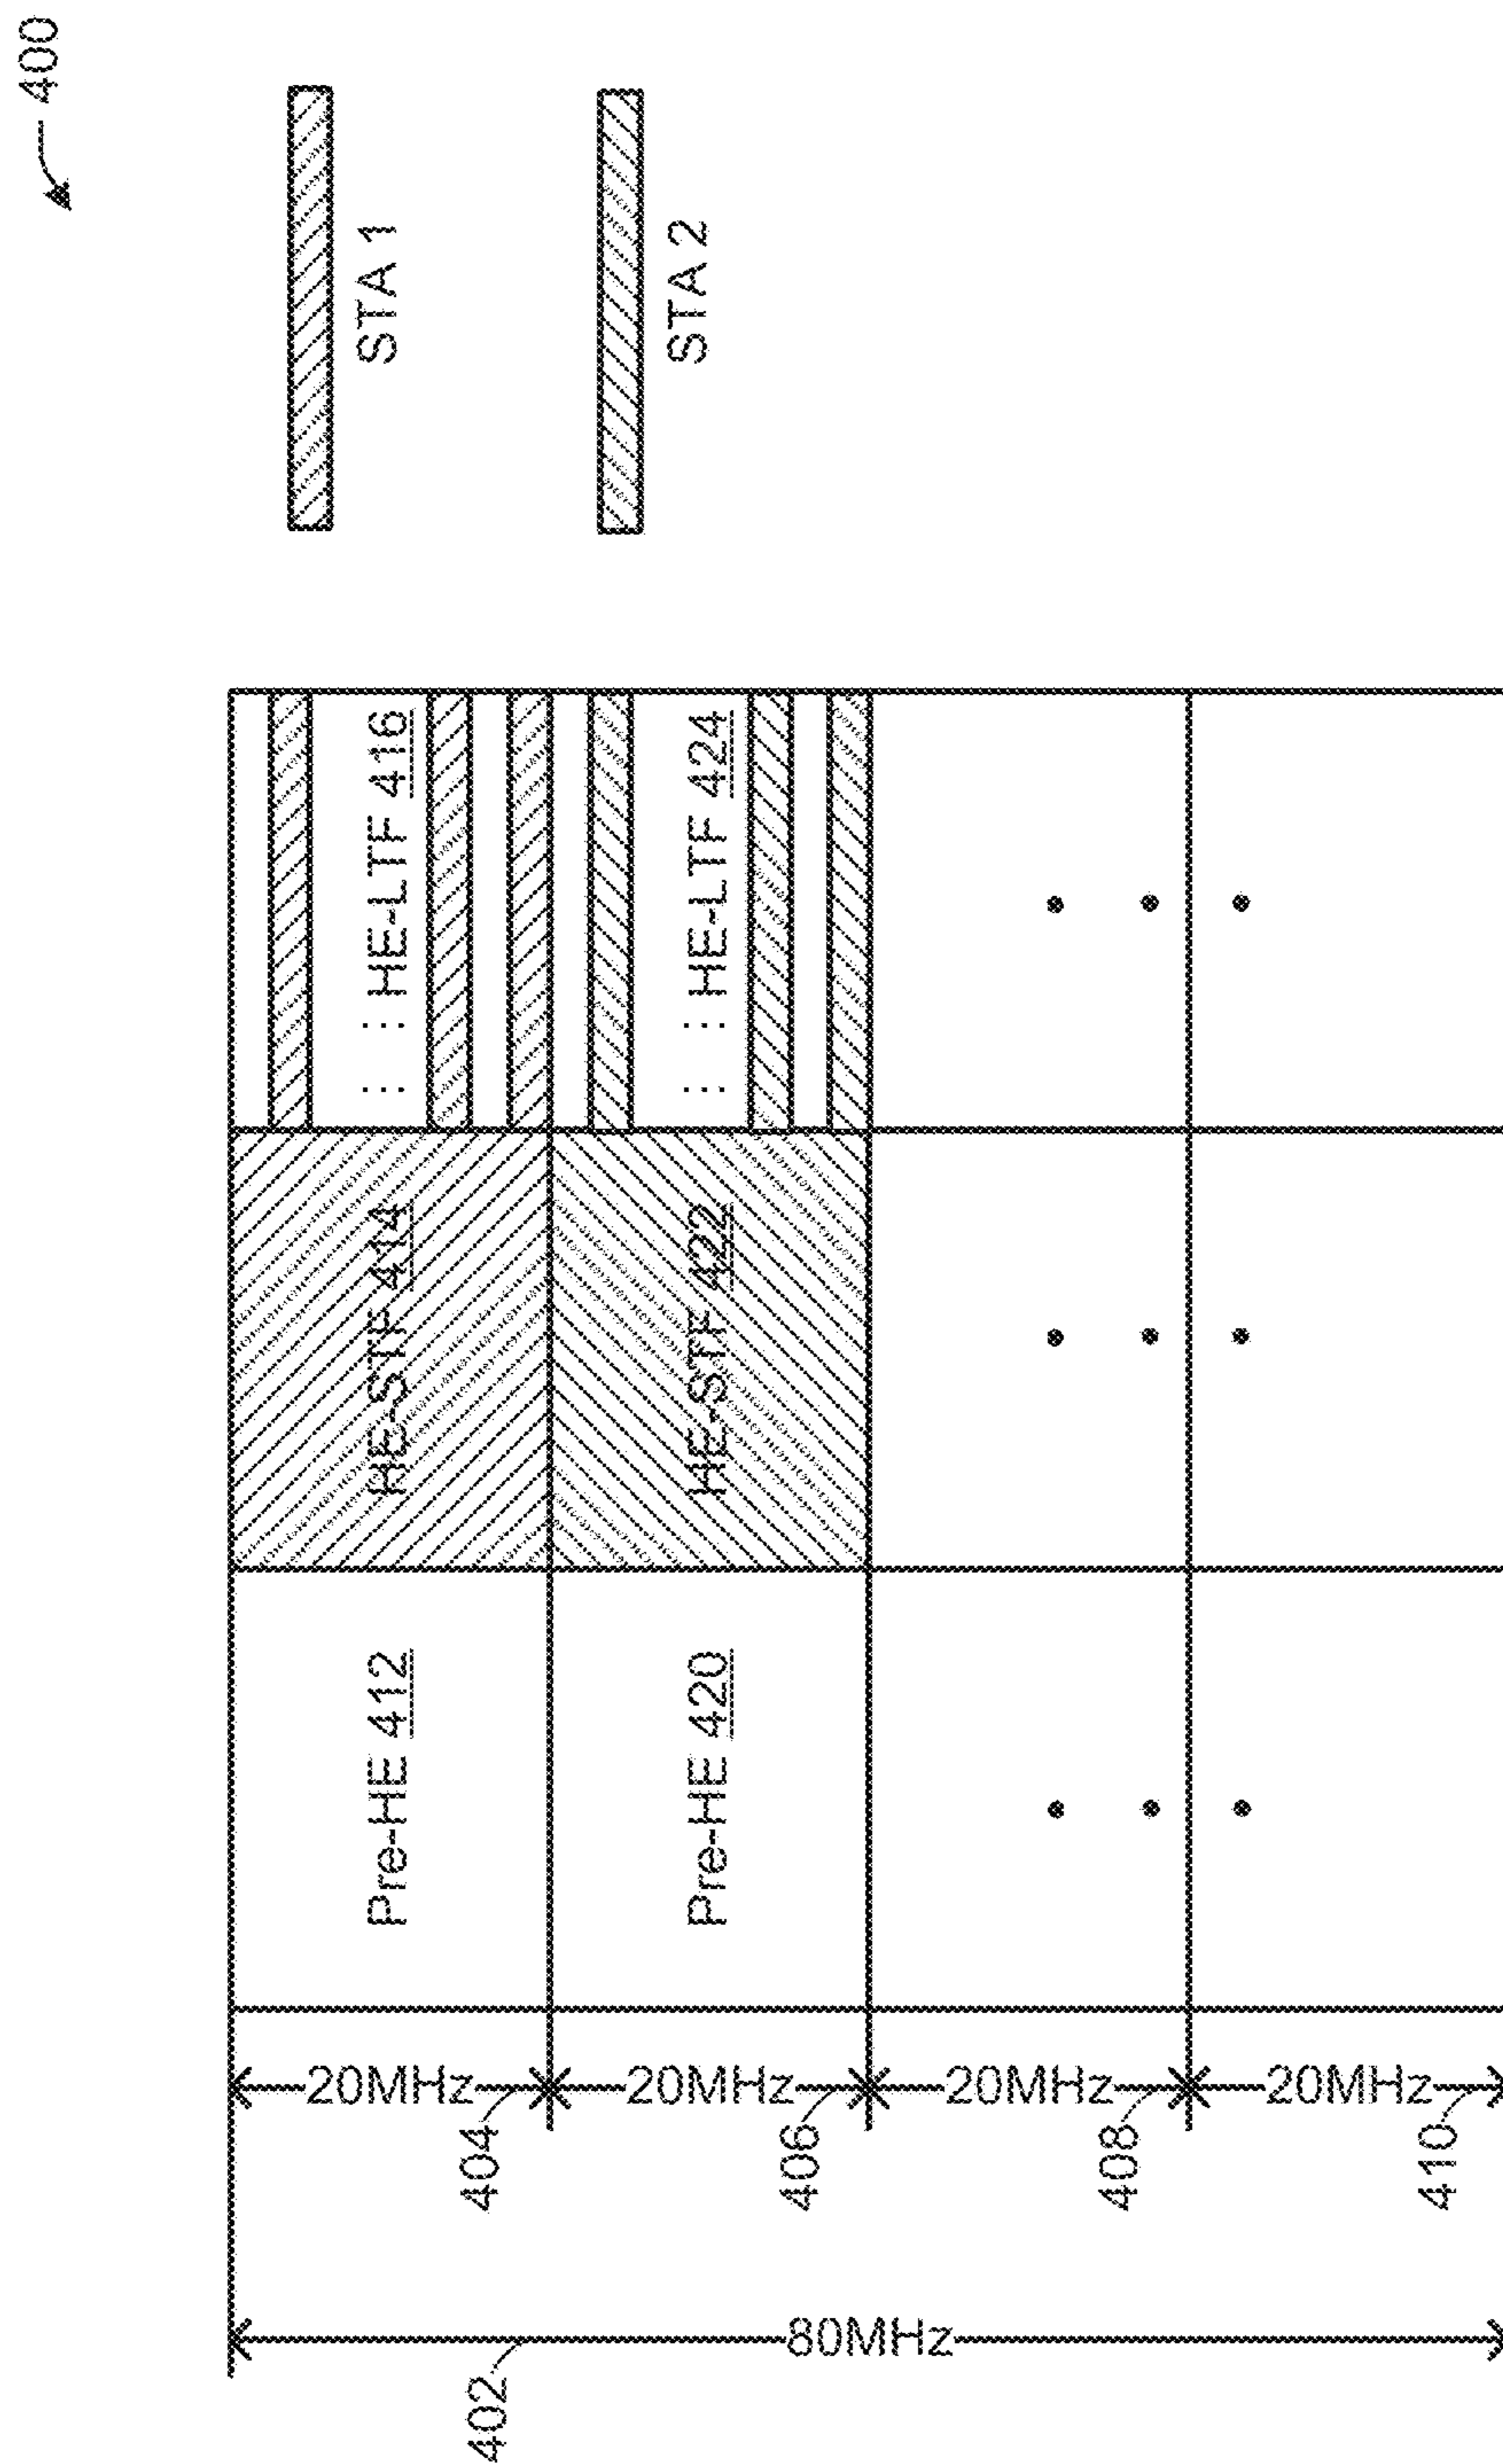 400
STA 1
STA 2
402
80MHz
404
20MHz
Pre-HE 412
HE-STF 414
HE-LTF 416
406
20MHz
Pre-HE 420
HE-STF 422
HE-LTF 424
408
20MHz
410
20MHz